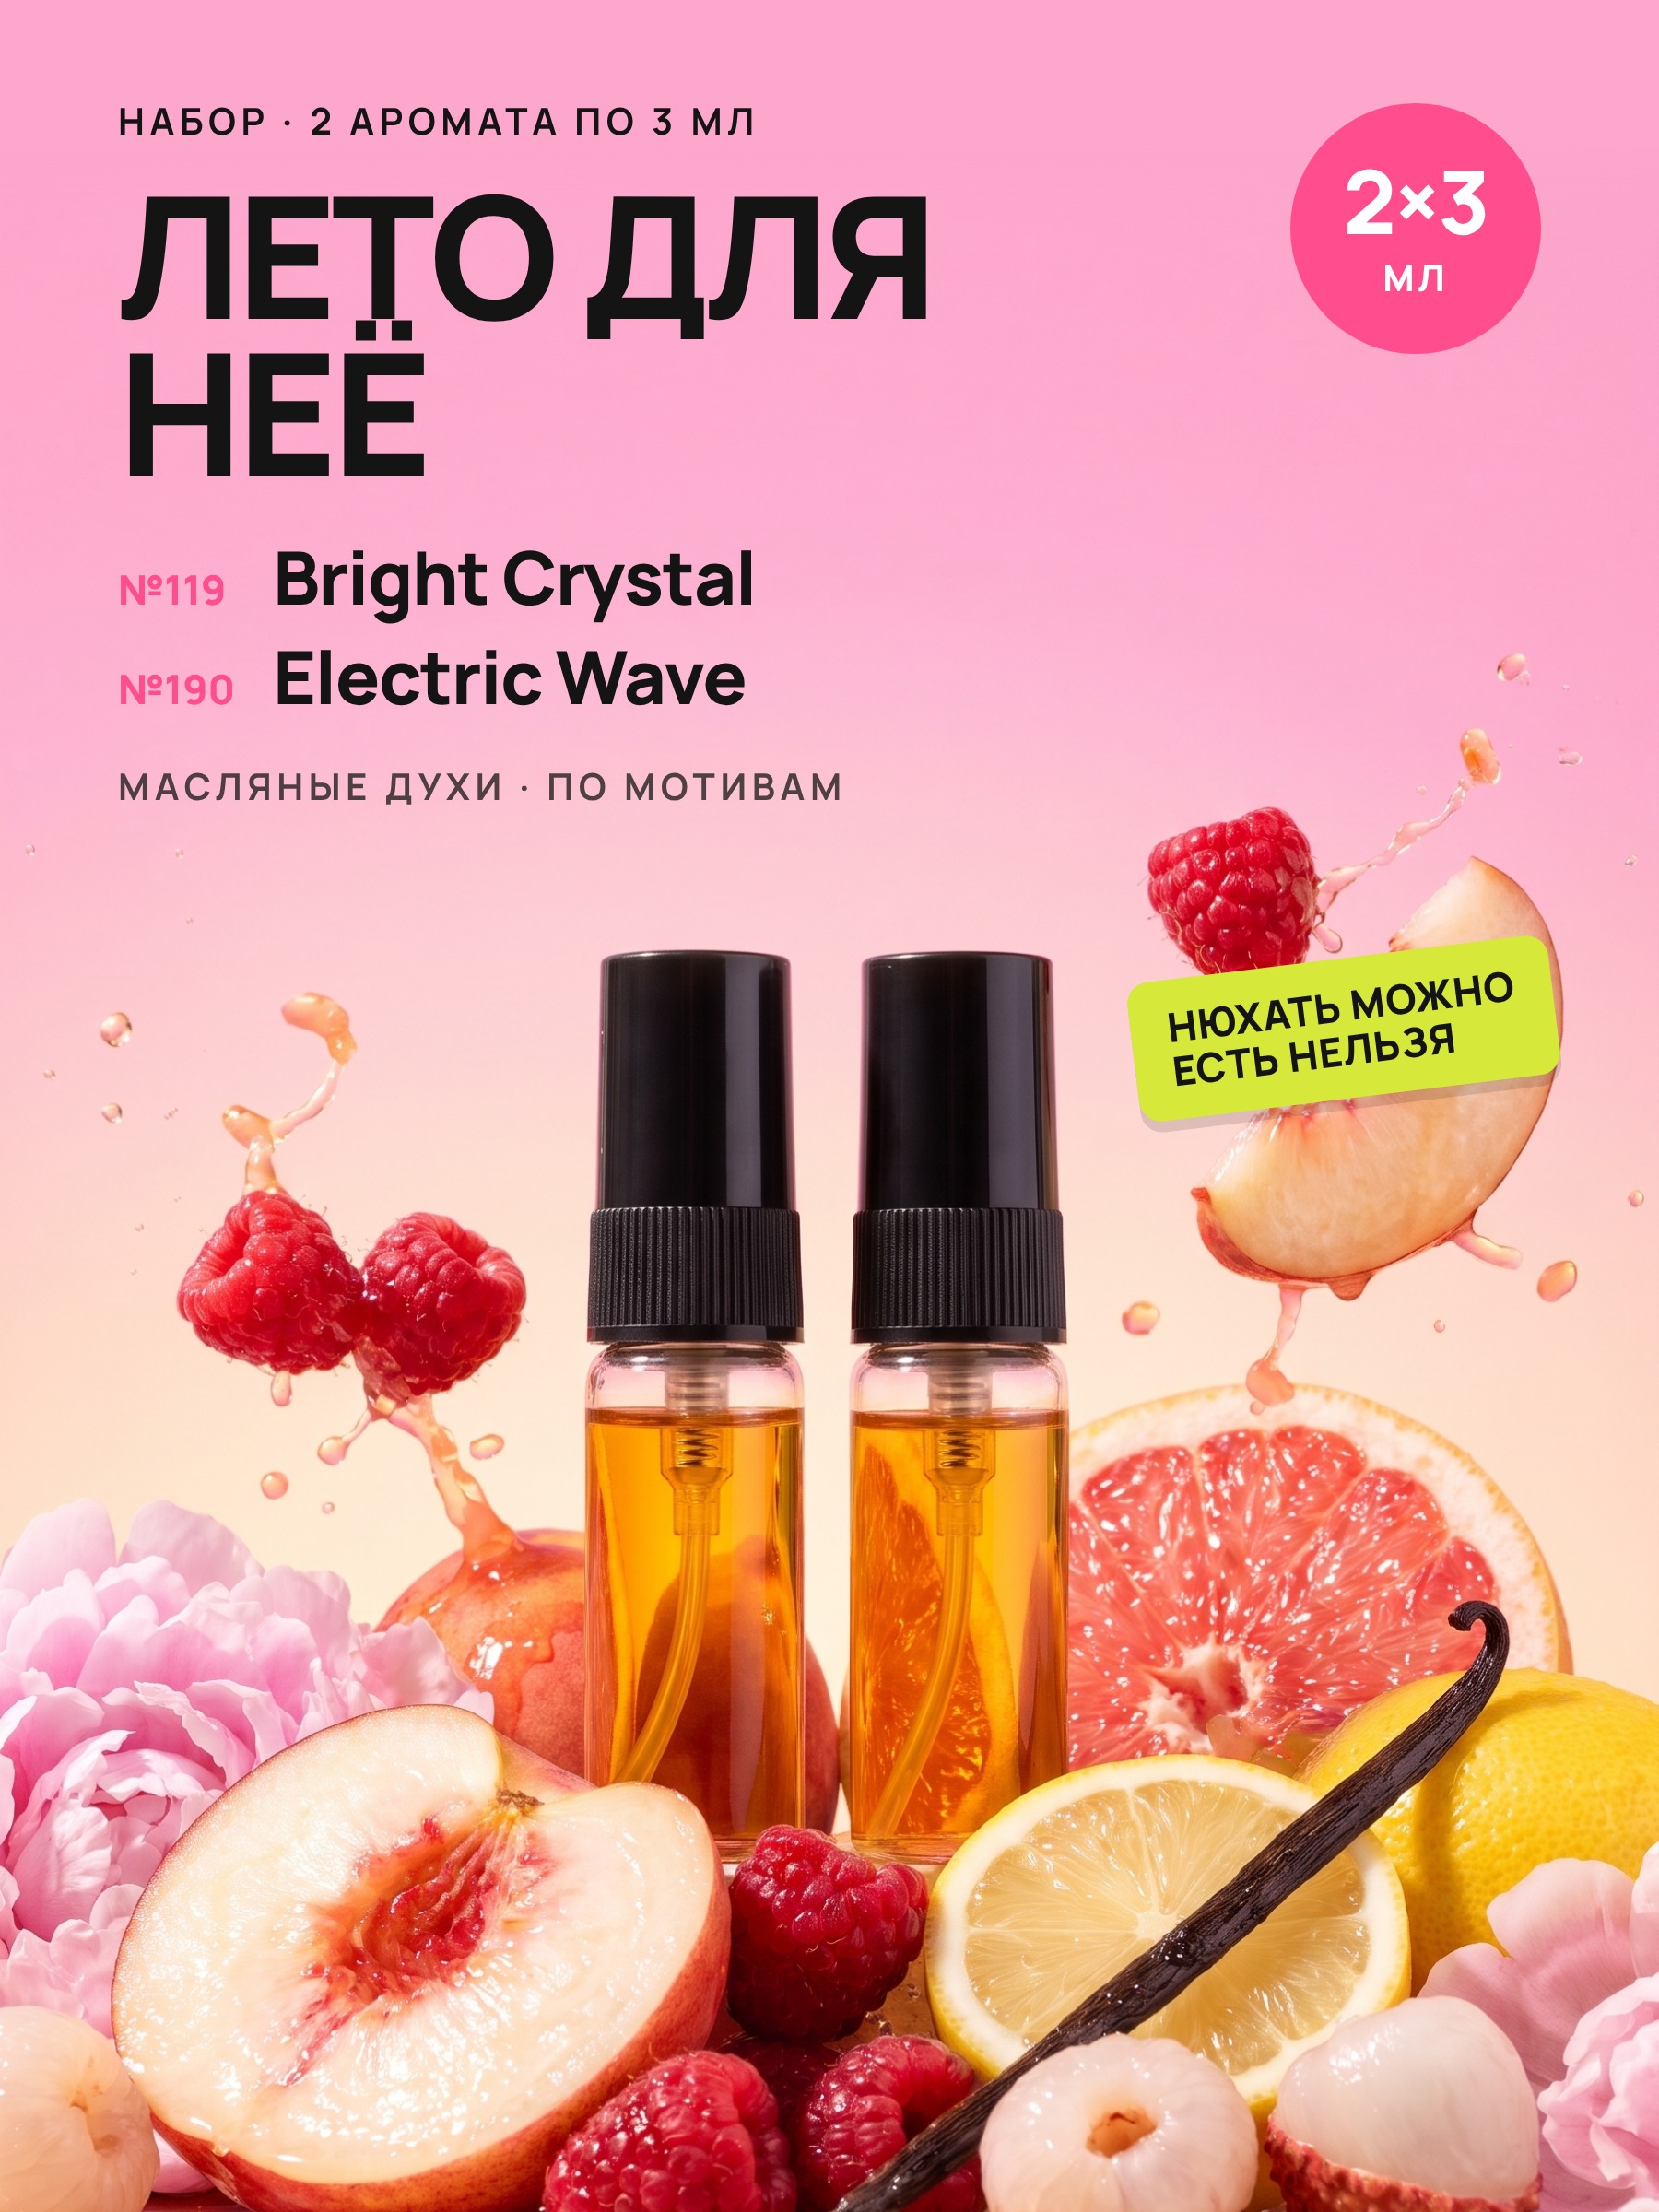 НАБОР · 2 АРОМАТА ПО 3 МЛ
ЛЕТО ДЛЯ
НЕЁ
№119 Bright Crystal
№190 Electric Wave
МАСЛЯНЫЕ ДУХИ · ПО МОТИВАМ
2×3
МЛ
НЮХАТЬ МОЖНО
ЕСТЬ НЕЛЬЗЯ